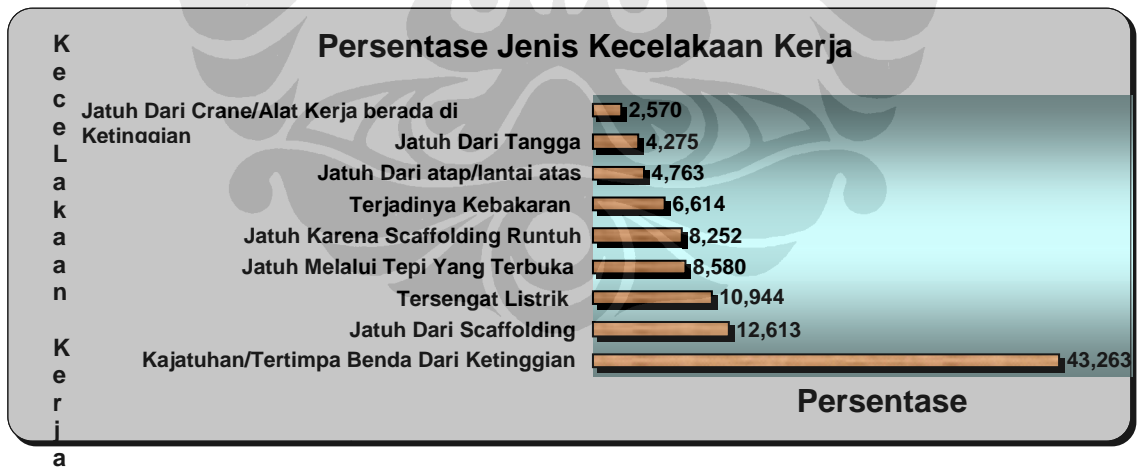 Persentase Jenis Kecelakaan Kerja
KeceLakaan Kerja
Jatuh Dari Crane/Alat Kerja berada di
Ketinggian
2,570
Jatuh Dari Tangga 4,275
Jatuh Dari atap/lantai atas 4,763
Terjadinya Kebakaran 6,614
Jatuh Karena Scaffolding Runtuh 8,252
Jatuh Melalui Tepi Yang Terbuka 8,580
Tersengat Listrik 10,944
Jatuh Dari Scaffolding 12,613
Kajatuhan/Tertimpa Benda Dari Ketinggian 43,263
Persentase